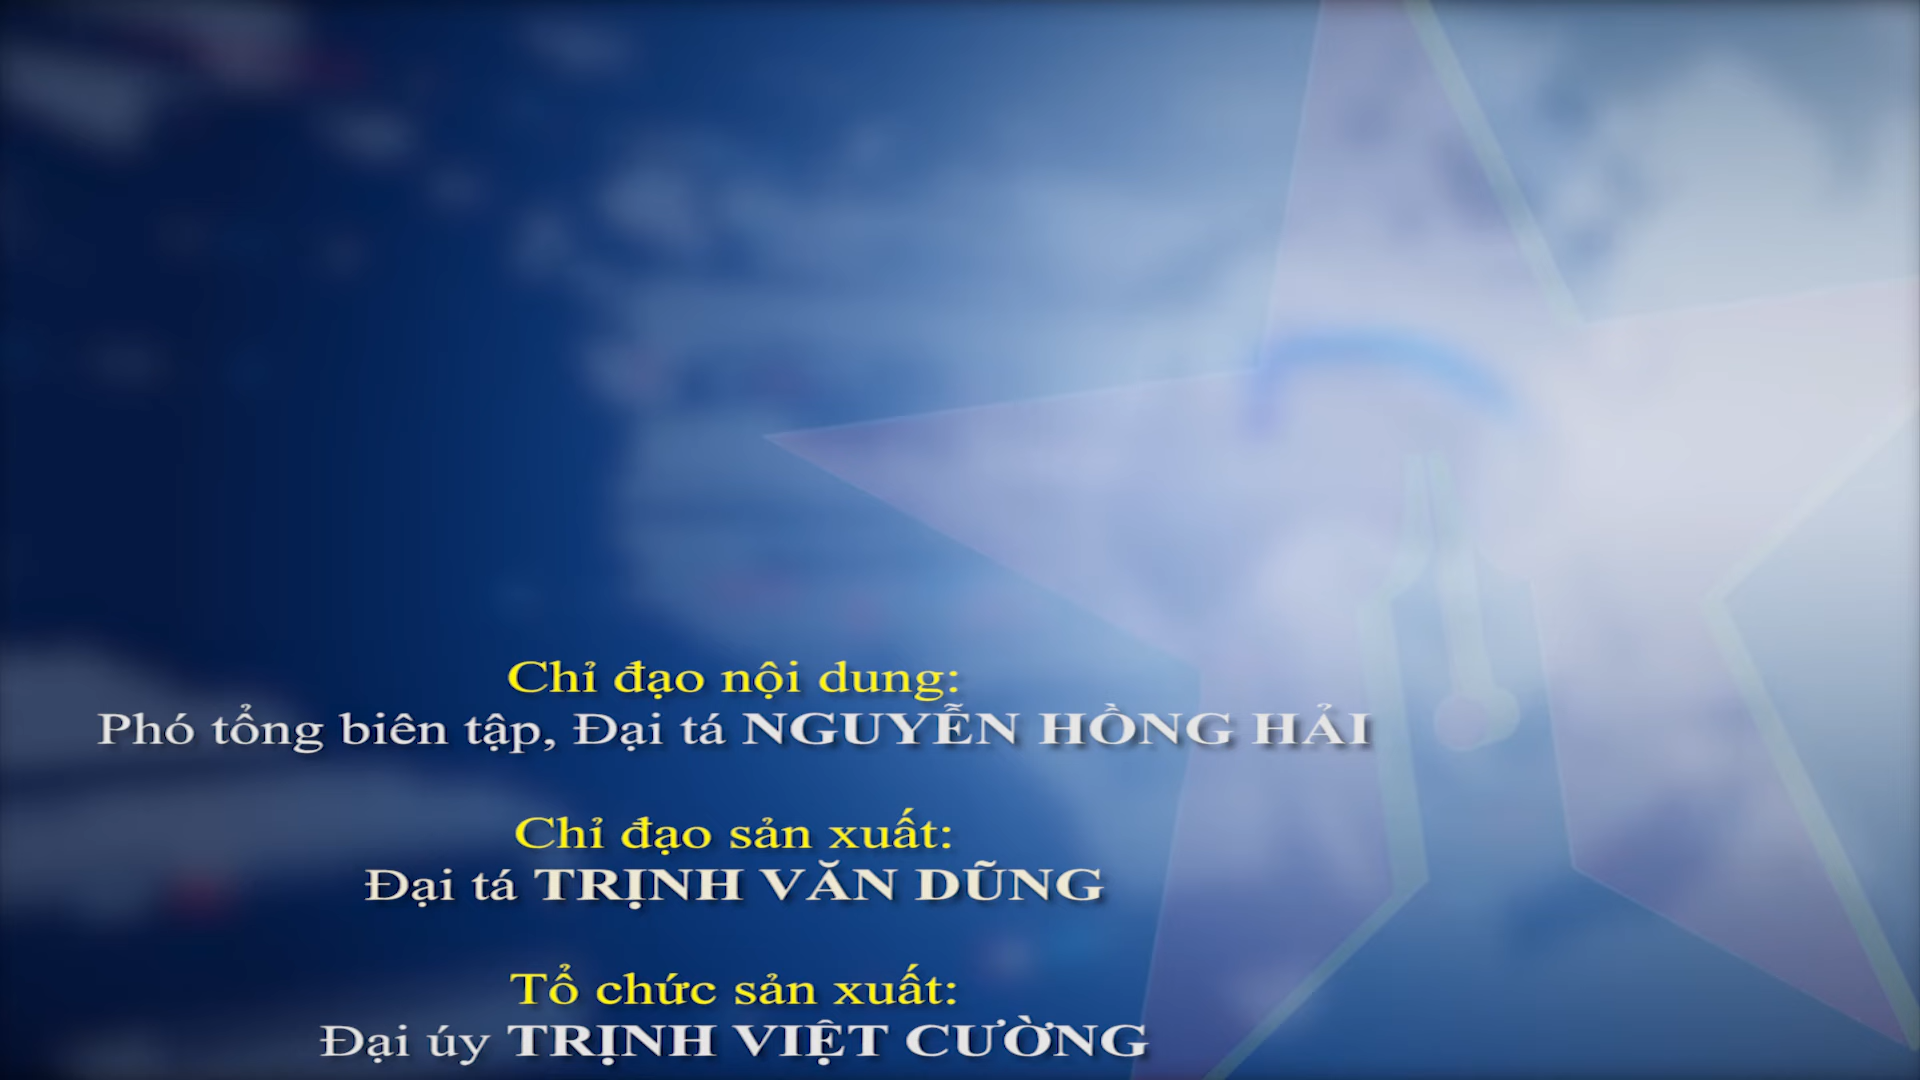 Chỉ đạo nội dung:
Phó tổng biên tập, Đại tá NGUYỄN HỒNG HẢI
Chỉ đạo sản xuất:
Đại tá TRỊNH VĂN DŨNG
Tổ chức sản xuất:
Đại úy TRỊNH VIỆT CƯỜNG